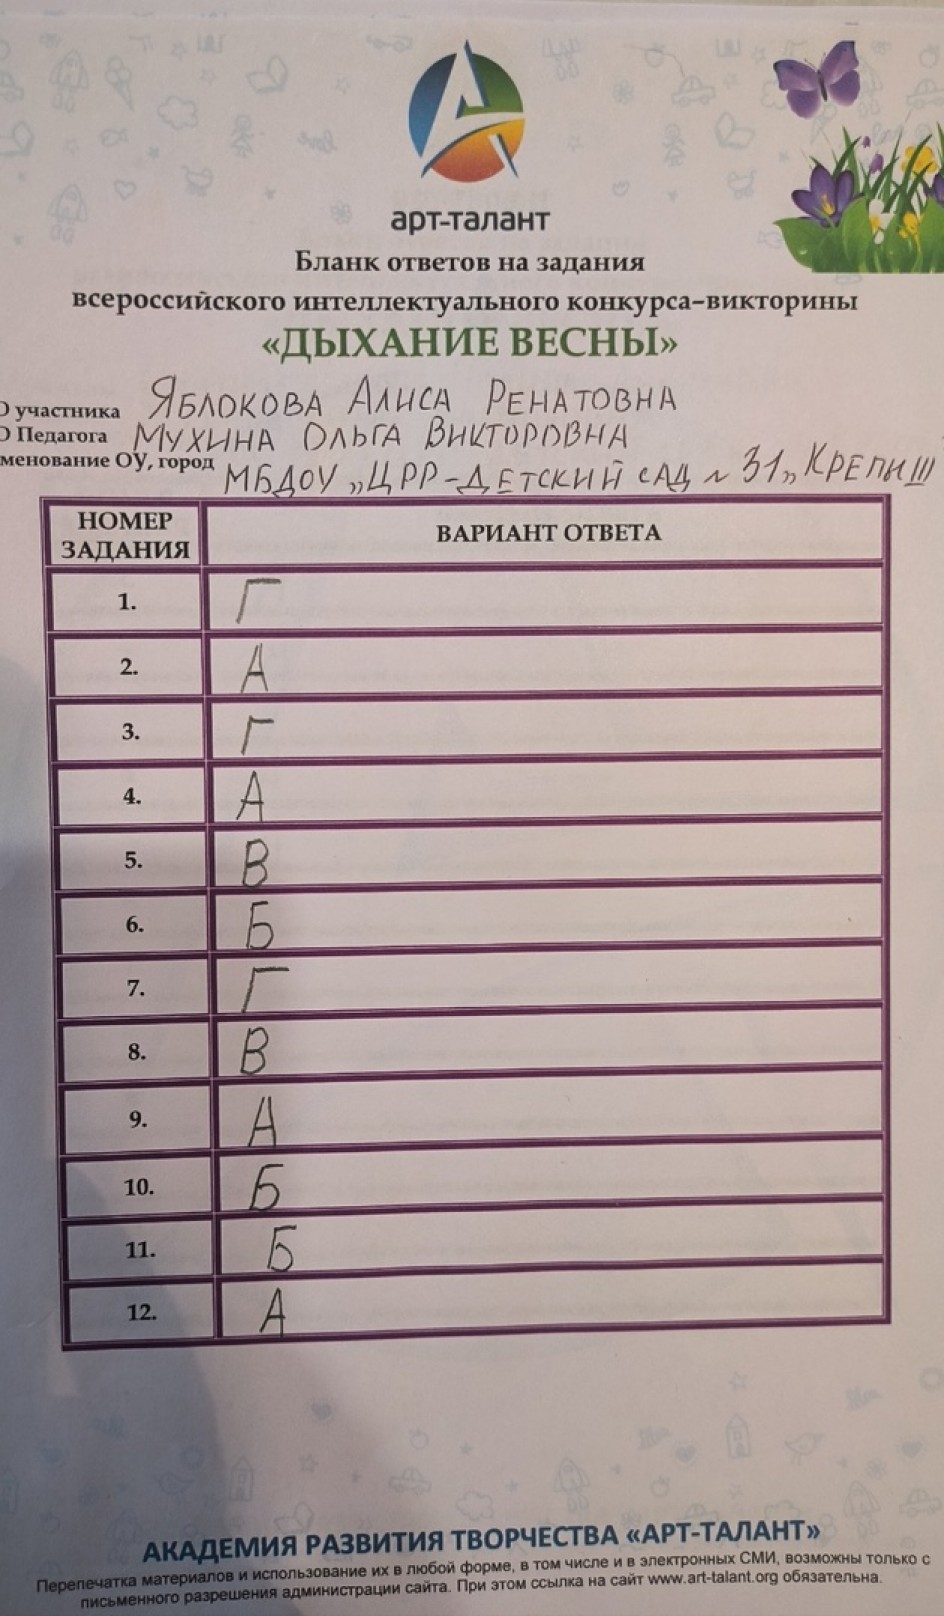 арт-талант
Бланк ответов на задания
всероссийского интеллектуального конкурса-викторины
«ДЫХАНИЕ ВЕСНЫ»
О участника ЯБЛОКОВА АЛИСА РЕНАТОВНА
О Педагога МУХИНА ОЛЬГА ВИКТОРОВНА
менование ОУ, город МБДОУ „ЦРР-ДЕТСКИЙ САД № 31„ КРЕПЫШ
НОМЕР ЗАДАНИЯ ВАРИАНТ ОТВЕТА
1. Г
2. А
3. Г
4. А
5. В
6. Б
7. Г
8. В
9. А
10. Б
11. Б
12. А
АКАДЕМИЯ РАЗВИТИЯ ТВОРЧЕСТВА «АРТ-ТАЛАНТ»
Перепечатка материалов и использование их в любой форме, в том числе и в электронных СМИ, возможны только с
письменного разрешения администрации сайта. При этом ссылка на сайт www.art-talant.org обязательна.